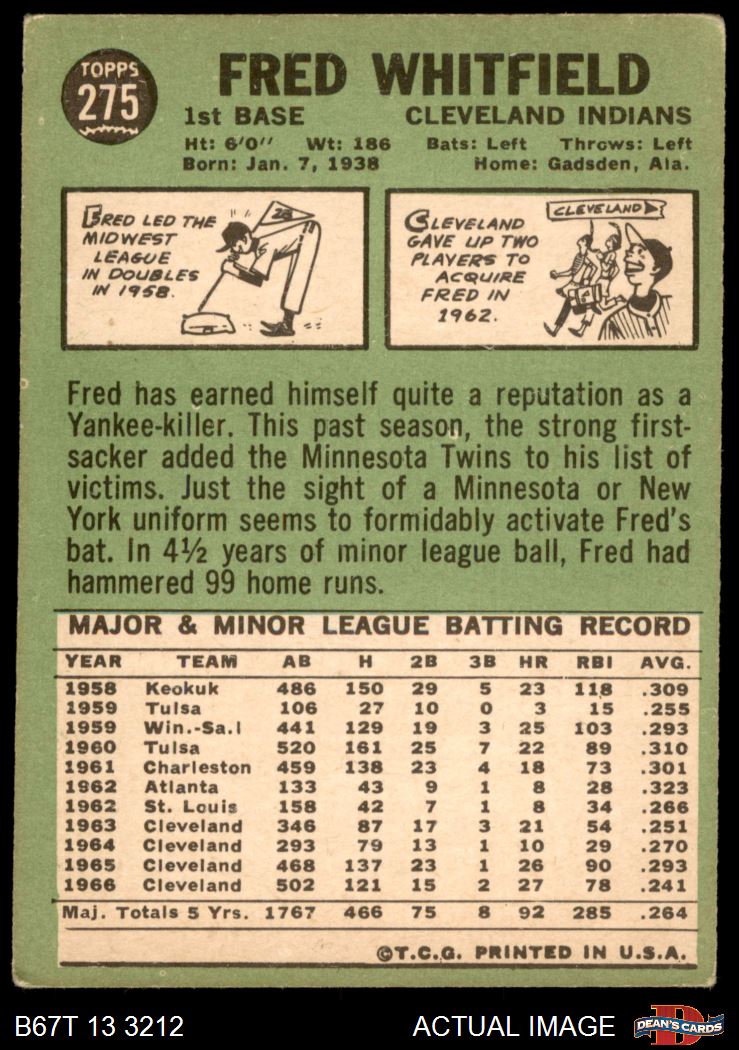 TOPPS
275
FRED WHITFIELD
1st BASE CLEVELAND INDIANS
Ht: 6'0" Wt: 186 Bats: Left Throws: Left
Born: Jan. 7, 1938 Home: Gadsden, Ala.
FRED LED THE
MIDWEST
LEAGUE
IN DOUBLES
IN 1958.
28
CLEVELAND
GAVE UP TWO
PLAYERS TO
ACQUIRE
FRED IN
1962.
CLEVELAND
Fred has earned himself quite a reputation as a
Yankee-killer. This past season, the strong first-
sacker added the Minnesota Twins to his list of
victims. Just the sight of a Minnesota or New
York uniform seems to formidably activate Fred's
bat. In 4½ years of minor league ball, Fred had
hammered 99 home runs.
MAJOR & MINOR LEAGUE BATTING RECORD
YEAR TEAM AB H 2B 3B HR RBI AVG.
1958 Keokuk 486 150 29 5 23 118 .309
1959 Tulsa 106 27 10 0 3 15 .255
1959 Win.-Sa.l 441 129 19 3 25 103 .293
1960 Tulsa 520 161 25 7 22 89 .310
1961 Charleston 459 138 23 4 18 73 .301
1962 Atlanta 133 43 9 1 8 28 .323
1962 St. Louis 158 42 7 1 8 34 .266
1963 Cleveland 346 87 17 3 21 54 .251
1964 Cleveland 293 79 13 1 10 29 .270
1965 Cleveland 468 137 23 1 26 90 .293
1966 Cleveland 502 121 15 2 27 78 .241
Maj. Totals 5 Yrs. 1767 466 75 8 92 285 .264
©T.C.G. PRINTED IN U.S.A.
B67T 13 3212 ACTUAL IMAGE
D
DEAN'S CARDS